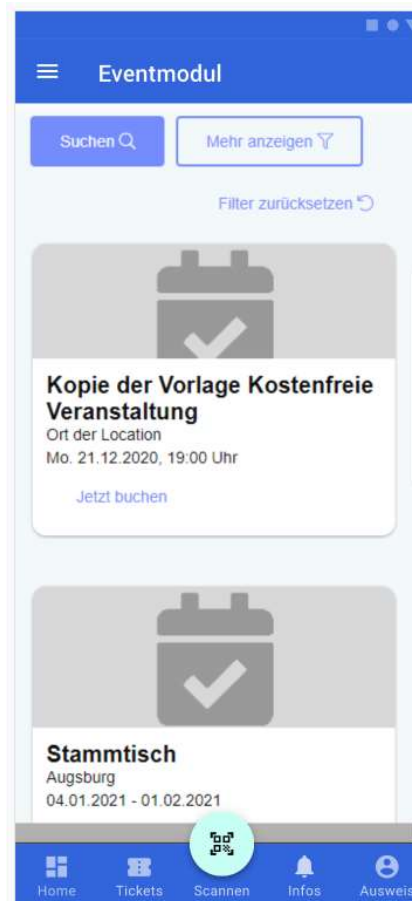 Eventmodul
Suchen
Mehr anzeigen
Filter zurücksetzen
Kopie der Vorlage Kostenfreie
Veranstaltung
Ort der Location
Mo. 21.12.2020, 19:00 Uhr
Jetzt buchen
Stammtisch
Augsburg
04.01.2021 - 01.02.2021
Home
Tickets
Scannen
Infos
Ausweis